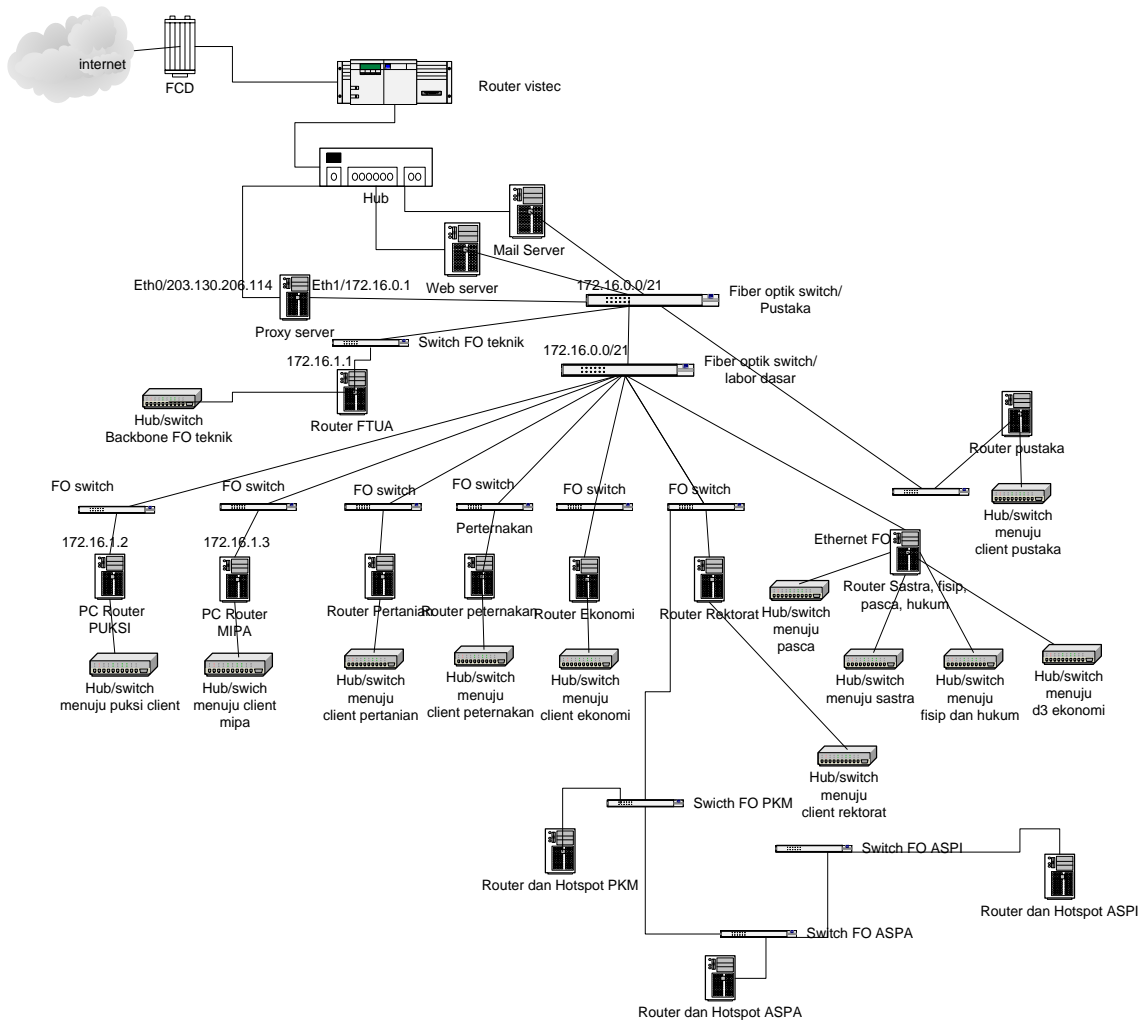 internet
FCD
Router vistec
Hub
Mail Server
Web server
Eth0/203.130.206.114
Eth1/172.16.0.1
Proxy server
172.16.0.0/21
Fiber optik switch/
Pustaka
Switch FO teknik
172.16.0.0/21
Fiber optik switch/
labor dasar
172.16.1.1
Router FTUA
Hub/switch
Backbone FO teknik
Router pustaka
Hub/switch
menuju
client pustaka
FO switch
FO switch
FO switch
FO switch
Perternakan
FO switch
FO switch
Ethernet FO
172.16.1.2
172.16.1.3
PC Router
PUKSI
PC Router
MIPA
Router Pertanian
Router peternakan
Router Ekonomi
Router Rektorat
Router Sastra, fisip,
pasca, hukum
Hub/switch
menuju
pasca
Hub/switch
menuju puksi client
Hub/swich
menuju client
mipa
Hub/switch
menuju
client pertanian
Hub/switch
menuju
client peternakan
Hub/switch
menuju
client ekonomi
Hub/switch
menuju sastra
Hub/switch
menuju
fisip dan hukum
Hub/switch
menuju
d3 ekonomi
Hub/switch
menuju
client rektorat
Swicth FO PKM
Router dan Hotspot PKM
Switch FO ASPI
Router dan Hotspot ASPI
Switch FO ASPA
Router dan Hotspot ASPA